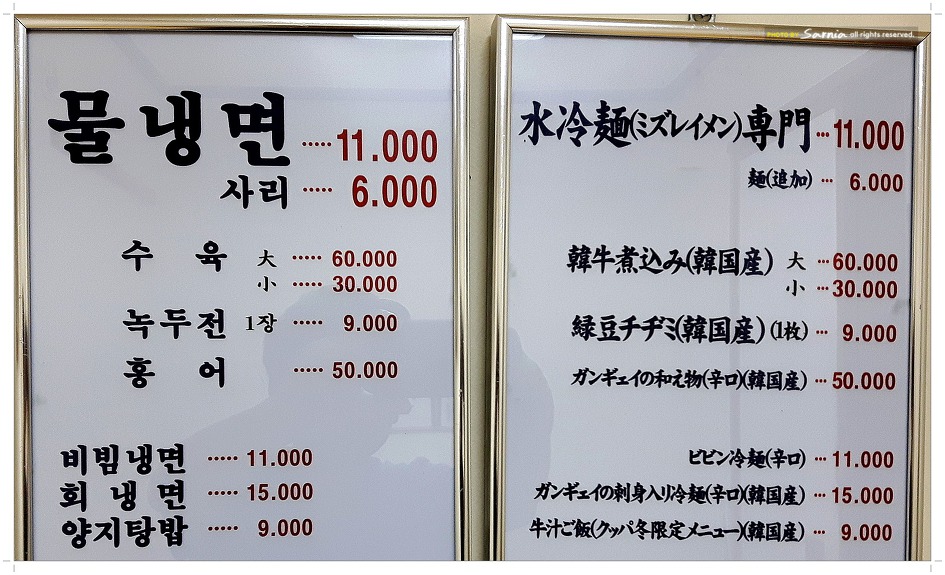 PHOTO BY Sarnia all rights reserved.
물냉면 ····· 11.000
사리 ····· 6.000
수 육 大 ····· 60.000
小 ····· 30.000
녹두전 1장 ····· 9.000
홍 어 ····· 50.000
비빔냉면 ····· 11.000
회 냉 면 ····· 15.000
양지탕밥 ····· 9.000
水冷麺(ミズレイメン)専門 ··· 11.000
麺(追加) ··· 6.000
韓牛煮込み(韓国産) 大 ··· 60.000
小 ··· 30.000
緑豆チヂミ(韓国産) (1枚) ··· 9.000
ガンギェイの和え物(辛口)(韓国産) ··· 50.000
ビビン冷麺(辛口) ··· 11.000
ガンギェイの刺身入り冷麺(辛口)(韓国産) ··· 15.000
牛汁ご飯(クッパ冬限定メニュー)(韓国産) ··· 9.000